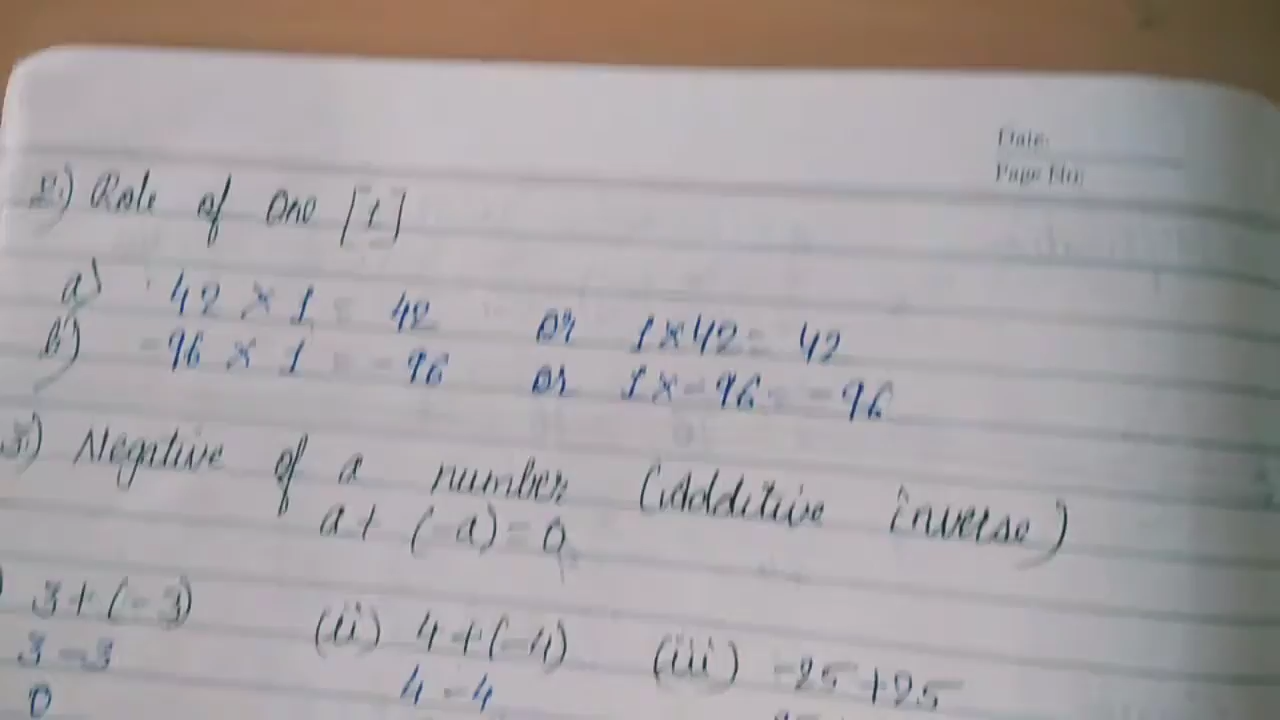 Date:
Page No:
2.) Role of One [1]
a) 42 × 1 = 42 or 1×42 = 42
b) -96 × 1 = -96 or 1×-96 = -96
3.) Negative of a number (Additive inverse)
a+ (-a) = 0
) 3+(-3) (ii) 4+(-4) (iii) -25+25
3-3 4-4
0